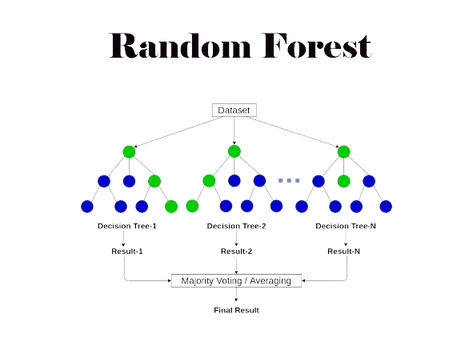 Random Forest
Dataset
Decision Tree-1 Decision Tree-2 Decision Tree-N
Result-1 Result-2 Result-N
Majority Voting / Averaging
Final Result